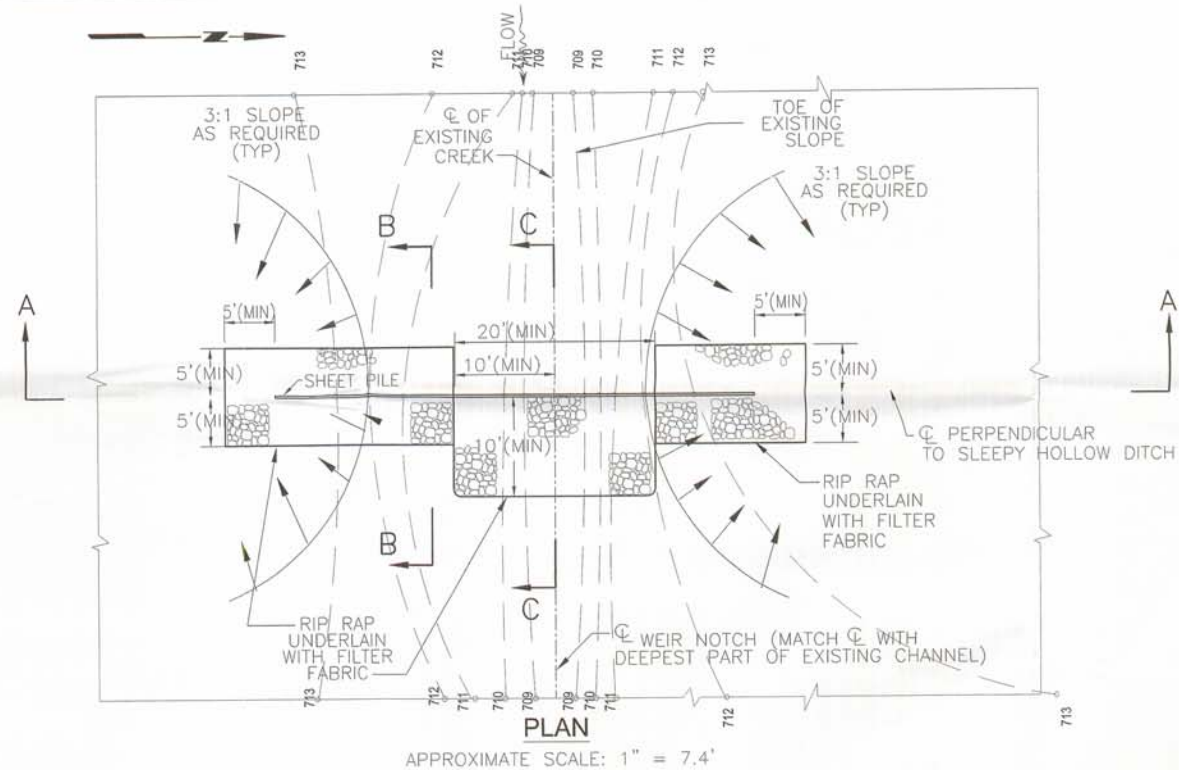 N
FLOW
713
712
711
710
709
709
710
711
712
713
3:1 SLOPE
AS REQUIRED
(TYP)
℄ OF
EXISTING
CREEK
TOE OF
EXISTING
SLOPE
3:1 SLOPE
AS REQUIRED
(TYP)
B
C
A
A
5'(MIN)
20'(MIN)
5'(MIN)
5'(MIN)
10'(MIN)
5'(MIN)
SHEET PILE
5'(MIN)
5'(MIN)
10'(MIN)
℄ PERPENDICULAR
TO SLEEPY HOLLOW DITCH
RIP RAP
UNDERLAIN
WITH FILTER
FABRIC
B
C
RIP RAP
UNDERLAIN
WITH FILTER
FABRIC
℄ WEIR NOTCH (MATCH ℄ WITH
DEEPEST PART OF EXISTING CHANNEL)
713
712
711
710
709
709
710
711
712
713
PLAN
APPROXIMATE SCALE: 1" = 7.4'